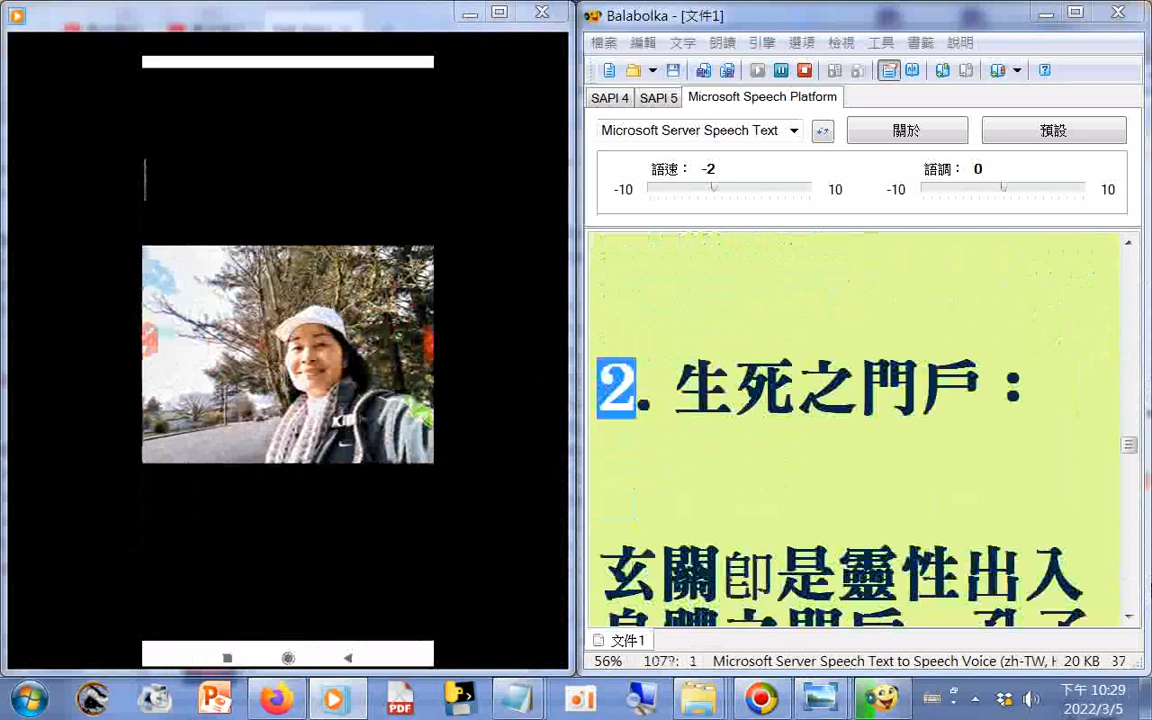 Balabolka - [文件1]
檔案 編輯 文字 朗讀 引擎 選項 檢視 工具 書籤 說明
SAPI 4 SAPI 5 Microsoft Speech Platform
Microsoft Server Speech Text 關於 預設
語速： -2 語調： 0
-10 10 -10 10
2. 生死之門戶：
玄關卽是靈性出入
文件1
56% 107?: 1 Microsoft Server Speech Text to Speech Voice (zh-TW, H 20 KB 37
下午 10:29
2022/3/5